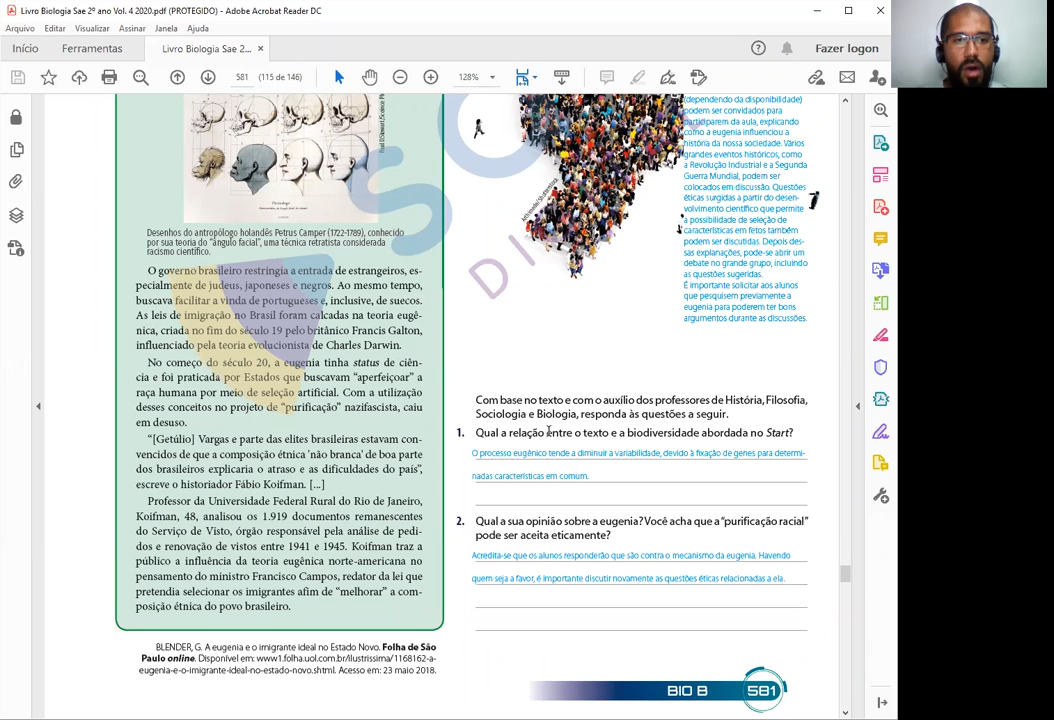 Livro Biologia Sae 2º ano Vol. 4 2020.pdf (PROTEGIDO) - Adobe Acrobat Reader DC
Arquivo Editar Visualizar Assinar Janela Ajuda
Início Ferramentas Livro Biologia Sae 2... × Fazer logon
581 (115 de 146) 128%
Desenhos do antropólogo holandês Petrus Camper (1722-1789), conhecido
por sua teoria do “ângulo facial”, uma técnica retratista considerada
racismo científico.
O governo brasileiro restringia a entrada de estrangeiros, es-
pecialmente de judeus, japoneses e negros. Ao mesmo tempo,
buscava facilitar a vinda de portugueses e, inclusive, de suecos.
As leis de imigração no Brasil foram calcadas na teoria eugê-
nica, criada no fim do século 19 pelo britânico Francis Galton,
influenciado pela teoria evolucionista de Charles Darwin.
No começo do século 20, a eugenia tinha status de ciên-
cia e foi praticada por Estados que buscavam “aperfeiçoar” a
raça humana por meio de seleção artificial. Com a utilização
desses conceitos no projeto de “purificação” nazifascista, caiu
em desuso.
“[Getúlio] Vargas e parte das elites brasileiras estavam con-
vencidos de que a composição étnica 'não branca' de boa parte
dos brasileiros explicaria o atraso e as dificuldades do país”,
escreve o historiador Fábio Koifman. [...]
Professor da Universidade Federal Rural do Rio de Janeiro,
Koifman, 48, analisou os 1.919 documentos remanescentes
do Serviço de Visto, órgão responsável pela análise de pedi-
dos e renovação de vistos entre 1941 e 1945. Koifman traz a
público a influência da teoria eugênica norte-americana no
pensamento do ministro Francisco Campos, redator da lei que
pretendia selecionar os imigrantes afim de “melhorar” a com-
posição étnica do povo brasileiro.
BLENDER, G. A eugenia e o imigrante ideal no Estado Novo. Folha de São
Paulo online. Disponível em: www1.folha.uol.com.br/ilustrissima/1168162-a-
eugenia-e-o-imigrante-ideal-no-estado-novo.shtml. Acesso em: 23 maio 2018.
(dependendo da disponibilidade)
podem ser convidados para
participarem da aula, explicando
como a eugenia influenciou a
história da nossa sociedade. Vários
grandes eventos históricos, como
a Revolução Industrial e a Segunda
Guerra Mundial, podem ser
colocados em discussão. Questões
éticas surgidas a partir do desen-
volvimento científico que permite
a possibilidade de seleção de
características em fetos também
podem ser discutidas. Depois des-
sas explanações, pode-se abrir um
debate no grande grupo, incluindo
as questões sugeridas.
É importante solicitar aos alunos
que pesquisem previamente a
eugenia para poderem ter bons
argumentos durante as discussões.
Com base no texto e com o auxílio dos professores de História, Filosofia,
Sociologia e Biologia, responda às questões a seguir.
1. Qual a relação entre o texto e a biodiversidade abordada no Start?
O processo eugênico tende a diminuir a variabilidade, devido à fixação de genes para determi-
nadas características em comum.
2. Qual a sua opinião sobre a eugenia? Você acha que a “purificação racial”
pode ser aceita eticamente?
Acredita-se que os alunos responderão que são contra o mecanismo da eugenia. Havendo
quem seja a favor, é importante discutir novamente as questões éticas relacionadas a ela.
BIO B 581